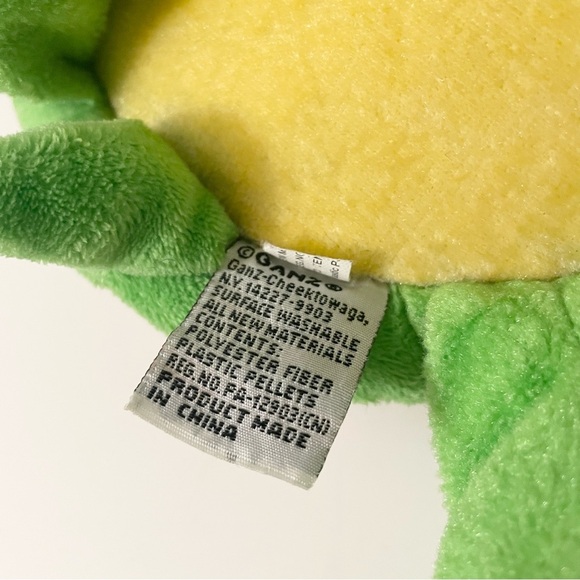 ©GANZ®
Ganz-Cheektowaga,
NY 14227-9903
SURFACE WASHABLE
ALL NEW MATERIALS
CONTENTS:
POLYESTER FIBER
PLASTIC PELLETS
REG.NO PA-16903(CN)
PRODUCT MADE
IN CHINA